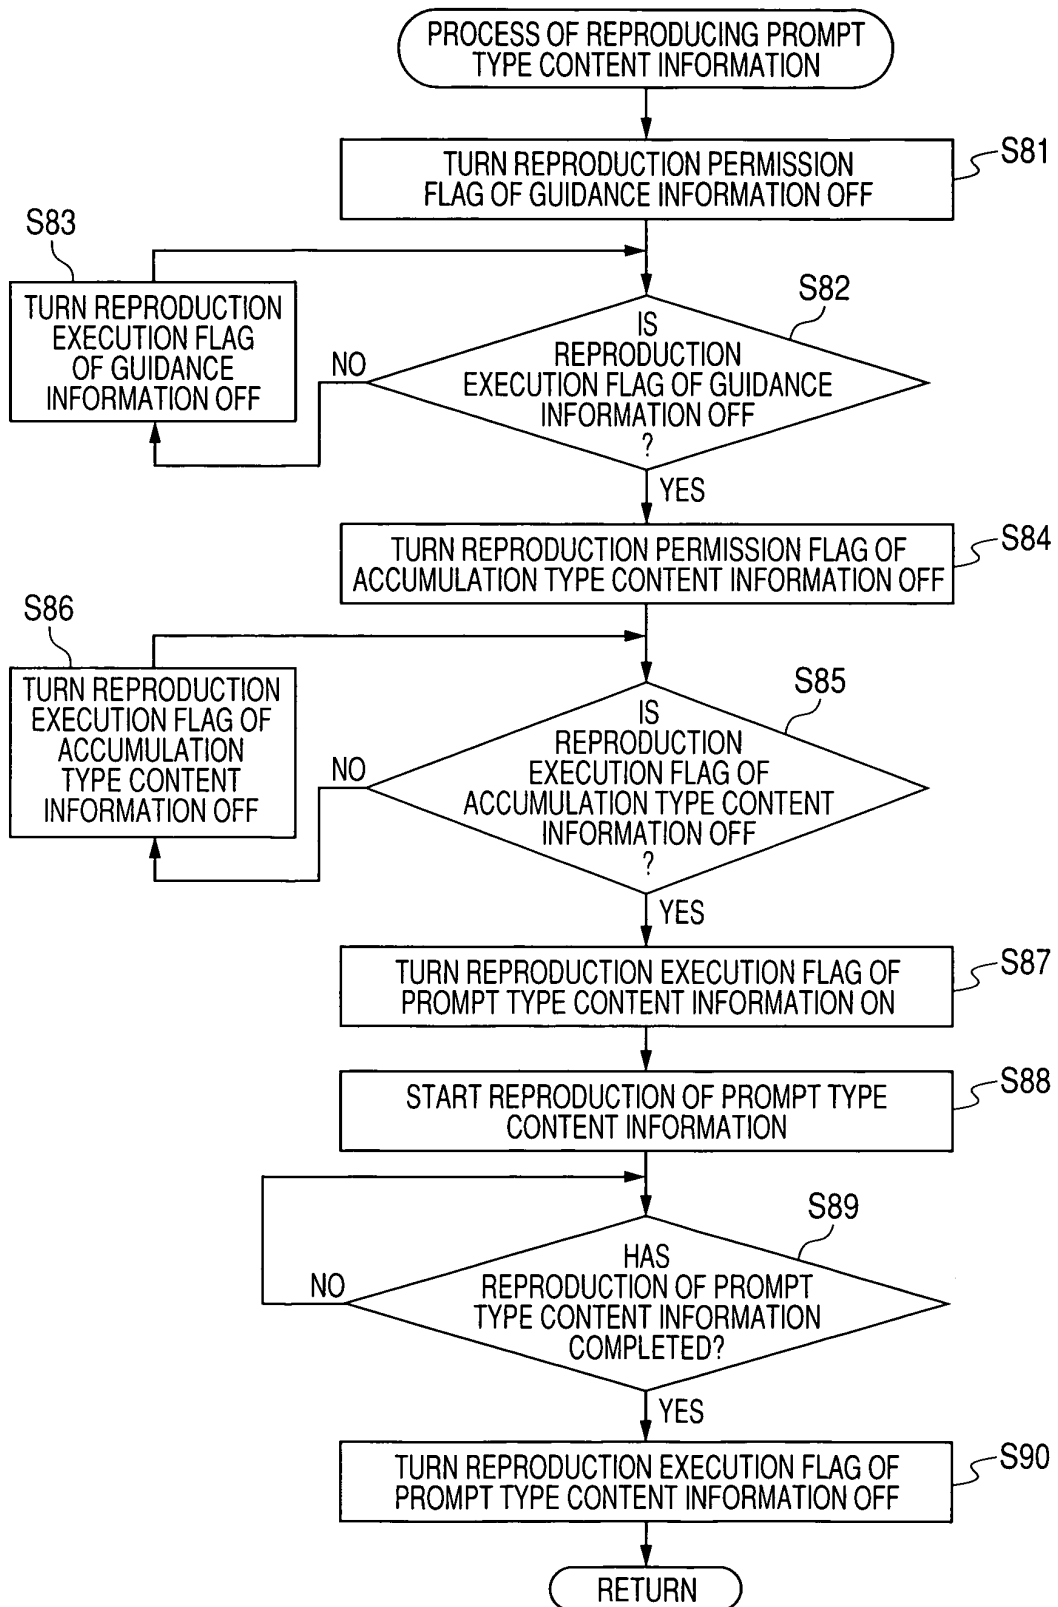 PROCESS OF REPRODUCING PROMPT
TYPE CONTENT INFORMATION
TURN REPRODUCTION PERMISSION
FLAG OF GUIDANCE INFORMATION OFF
S81
S83
TURN REPRODUCTION
EXECUTION FLAG
OF GUIDANCE
INFORMATION OFF
S82
IS
REPRODUCTION
EXECUTION FLAG OF GUIDANCE
INFORMATION OFF
?
NO
YES
TURN REPRODUCTION PERMISSION FLAG OF
ACCUMULATION TYPE CONTENT INFORMATION OFF
S84
S86
TURN REPRODUCTION
EXECUTION FLAG OF
ACCUMULATION
TYPE CONTENT
INFORMATION OFF
S85
IS
REPRODUCTION
EXECUTION FLAG OF
ACCUMULATION TYPE CONTENT
INFORMATION OFF
?
NO
YES
TURN REPRODUCTION EXECUTION FLAG OF
PROMPT TYPE CONTENT INFORMATION ON
S87
START REPRODUCTION OF PROMPT TYPE
CONTENT INFORMATION
S88
S89
HAS
REPRODUCTION OF PROMPT
TYPE CONTENT INFORMATION
COMPLETED?
NO
YES
TURN REPRODUCTION EXECUTION FLAG OF
PROMPT TYPE CONTENT INFORMATION OFF
S90
RETURN